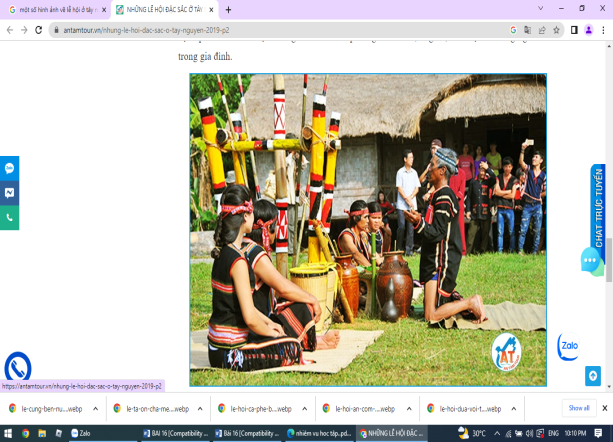 một số hình ảnh về lễ hội ở tây n
NHỮNG LỄ HỘI ĐẶC SẮC Ở TÂY
antamtour.vn/nhung-le-hoi-dac-sac-o-tay-nguyen-2019-p2
trong gia đình.
CHAT TRỰC TUYẾN
AT
Zalo
https://antamtour.vn/nhung-le-hoi-dac-sac-o-tay-nguyen-2019-p2
le-cung-ben-nu....webp
le-ta-on-cha-me....webp
le-hoi-ca-phe-b....webp
le-hoi-an-com-....webp
le-hoi-dua-voi-t....webp
Show all
Zalo
BÀI 14 [Compatibility ...
Bài 16 [Compatibility ...
nhiệm vu hoc tâp..pd...
NHỮNG LỄ HỘI ĐẶC ...
30°C
ENG
10:10 PM